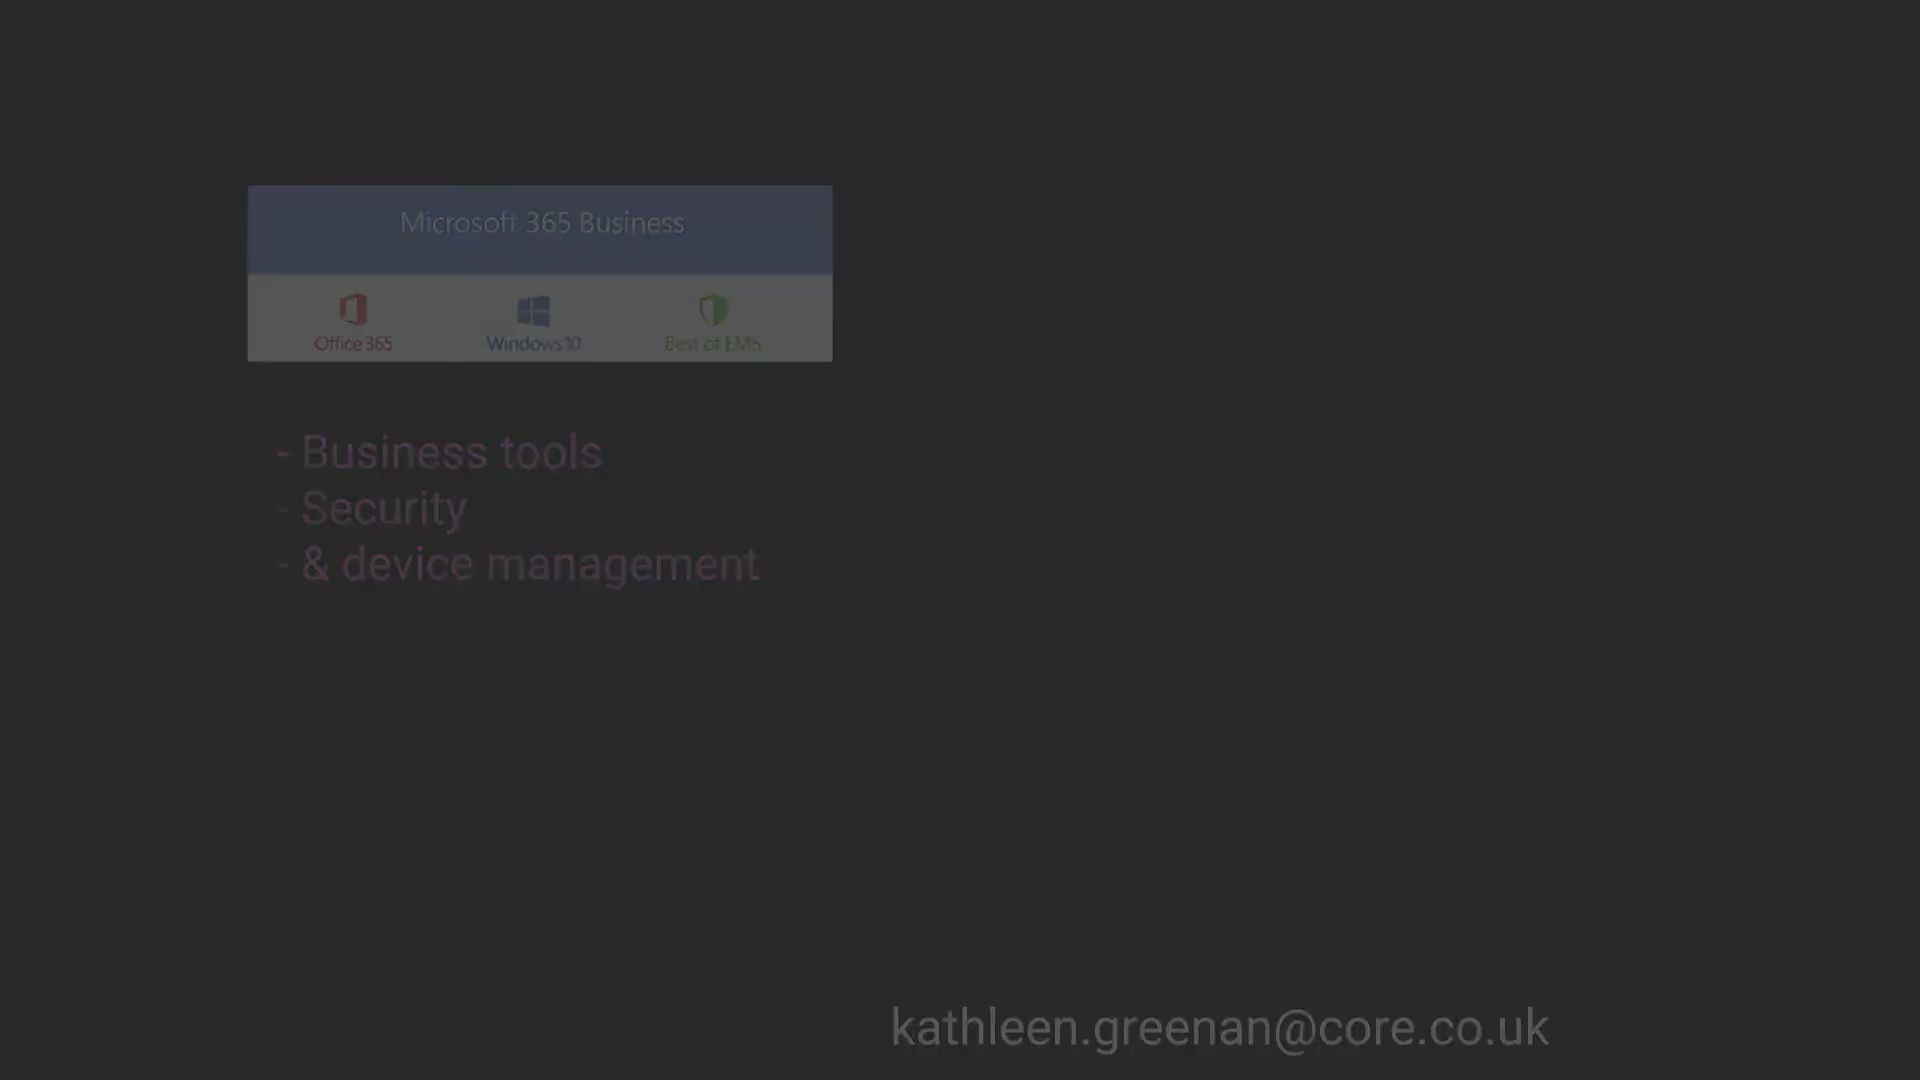 Microsoft 365 Business
Office 365
Windows 10
Best of EMS
- Business tools
- Security
- & device management
kathleen.greenan@core.co.uk